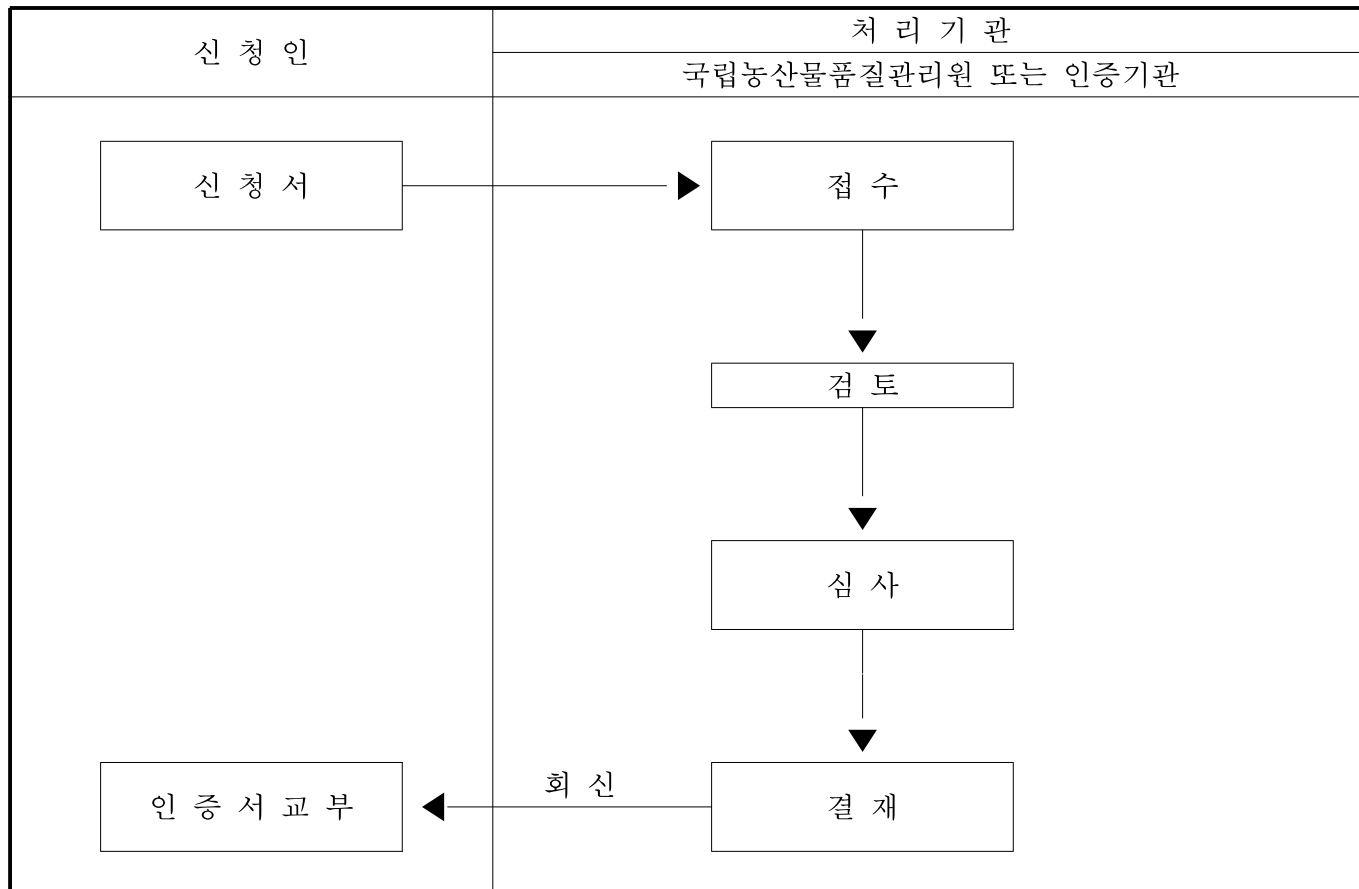 신 청 인
처 리 기 관
국립농산물품질관리원 또는 인증기관
신 청 서
접 수
검 토
심 사
회 신
인 증 서 교 부
결 재